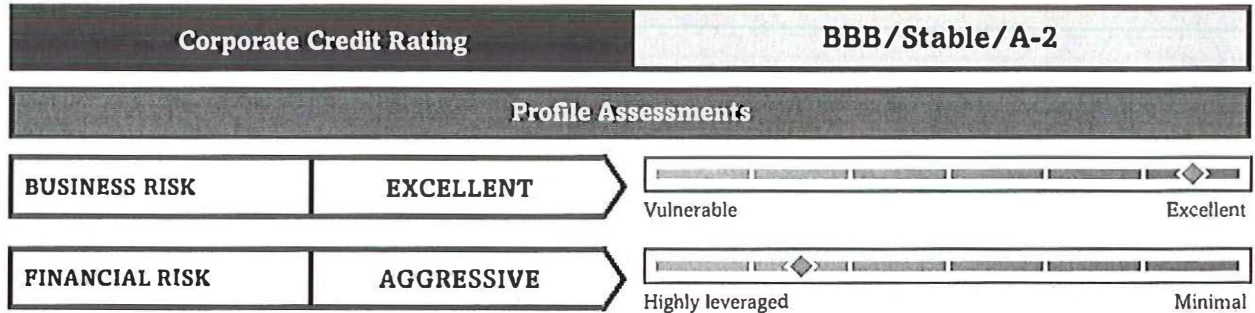 Corporate Credit Rating BBB/Stable/A-2
Profile Assessments
BUSINESS RISK EXCELLENT
Vulnerable Excellent
FINANCIAL RISK AGGRESSIVE
Highly leveraged Minimal